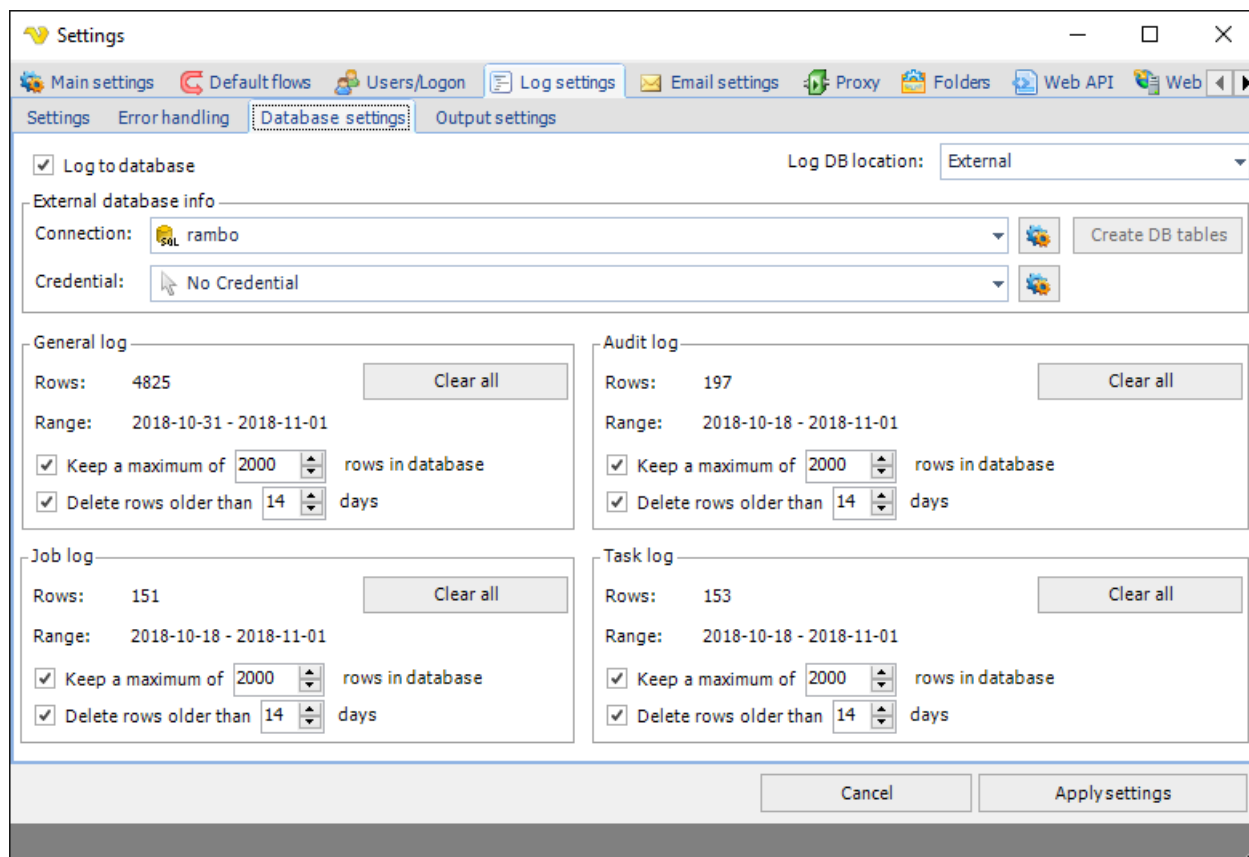 Settings
Main settings Default flows Users/Logon Log settings Email settings Proxy Folders Web API Web
Settings Error handling Database settings Output settings
Log to database Log DB location: External
External database info
Connection: SQL rambo Create DB tables
Credential: No Credential
General log
Rows: 4825 Clear all
Range: 2018-10-31 - 2018-11-01
Keep a maximum of 2000 rows in database
Delete rows older than 14 days
Audit log
Rows: 197 Clear all
Range: 2018-10-18 - 2018-11-01
Keep a maximum of 2000 rows in database
Delete rows older than 14 days
Job log
Rows: 151 Clear all
Range: 2018-10-18 - 2018-11-01
Keep a maximum of 2000 rows in database
Delete rows older than 14 days
Task log
Rows: 153 Clear all
Range: 2018-10-18 - 2018-11-01
Keep a maximum of 2000 rows in database
Delete rows older than 14 days
Cancel Apply settings